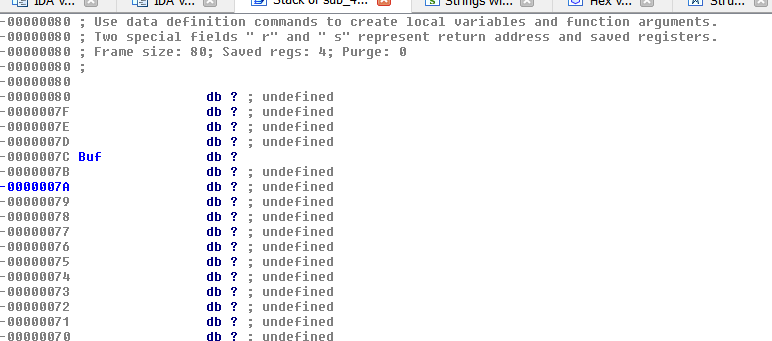 IDA V... IDA V... Stack of sub_4... Strings wi... Hex V... Stru...
-00000080 ; Use data definition commands to create local variables and function arguments.
-00000080 ; Two special fields " r" and " s" represent return address and saved registers.
-00000080 ; Frame size: 80; Saved regs: 4; Purge: 0
-00000080 ;
-00000080
-00000080 db ? ; undefined
-0000007F db ? ; undefined
-0000007E db ? ; undefined
-0000007D db ? ; undefined
-0000007C Buf db ?
-0000007B db ? ; undefined
-0000007A db ? ; undefined
-00000079 db ? ; undefined
-00000078 db ? ; undefined
-00000077 db ? ; undefined
-00000076 db ? ; undefined
-00000075 db ? ; undefined
-00000074 db ? ; undefined
-00000073 db ? ; undefined
-00000072 db ? ; undefined
-00000071 db ? ; undefined
-00000070 db ? ; undefined